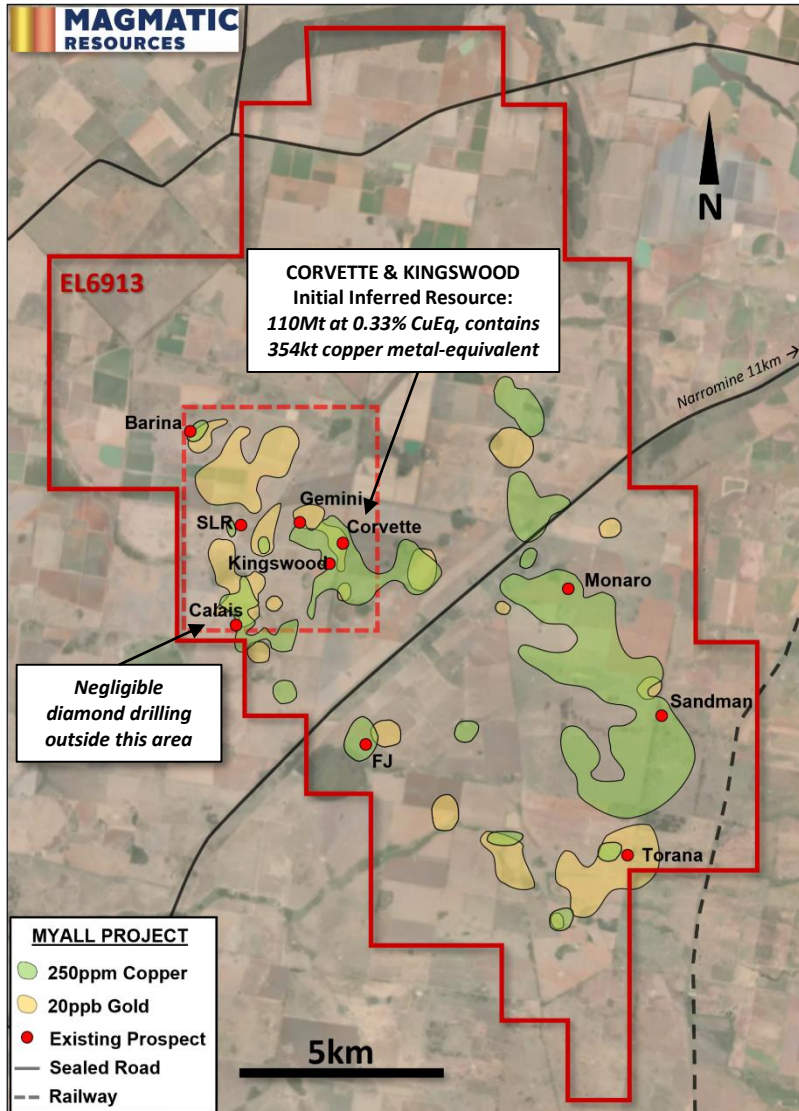 MAGMATIC
RESOURCES
N
EL6913
CORVETTE & KINGSWOOD
Initial Inferred Resource:
110Mt at 0.33% CuEq, contains
354kt copper metal-equivalent
Narromine 11km →
Barina
Gemini
SLR
Corvette
Kingswood
Monaro
Calais
Negligible
diamond drilling
outside this area
Sandman
FJ
Torana
MYALL PROJECT
250ppm Copper
20ppb Gold
Existing Prospect
Sealed Road
Railway
5km